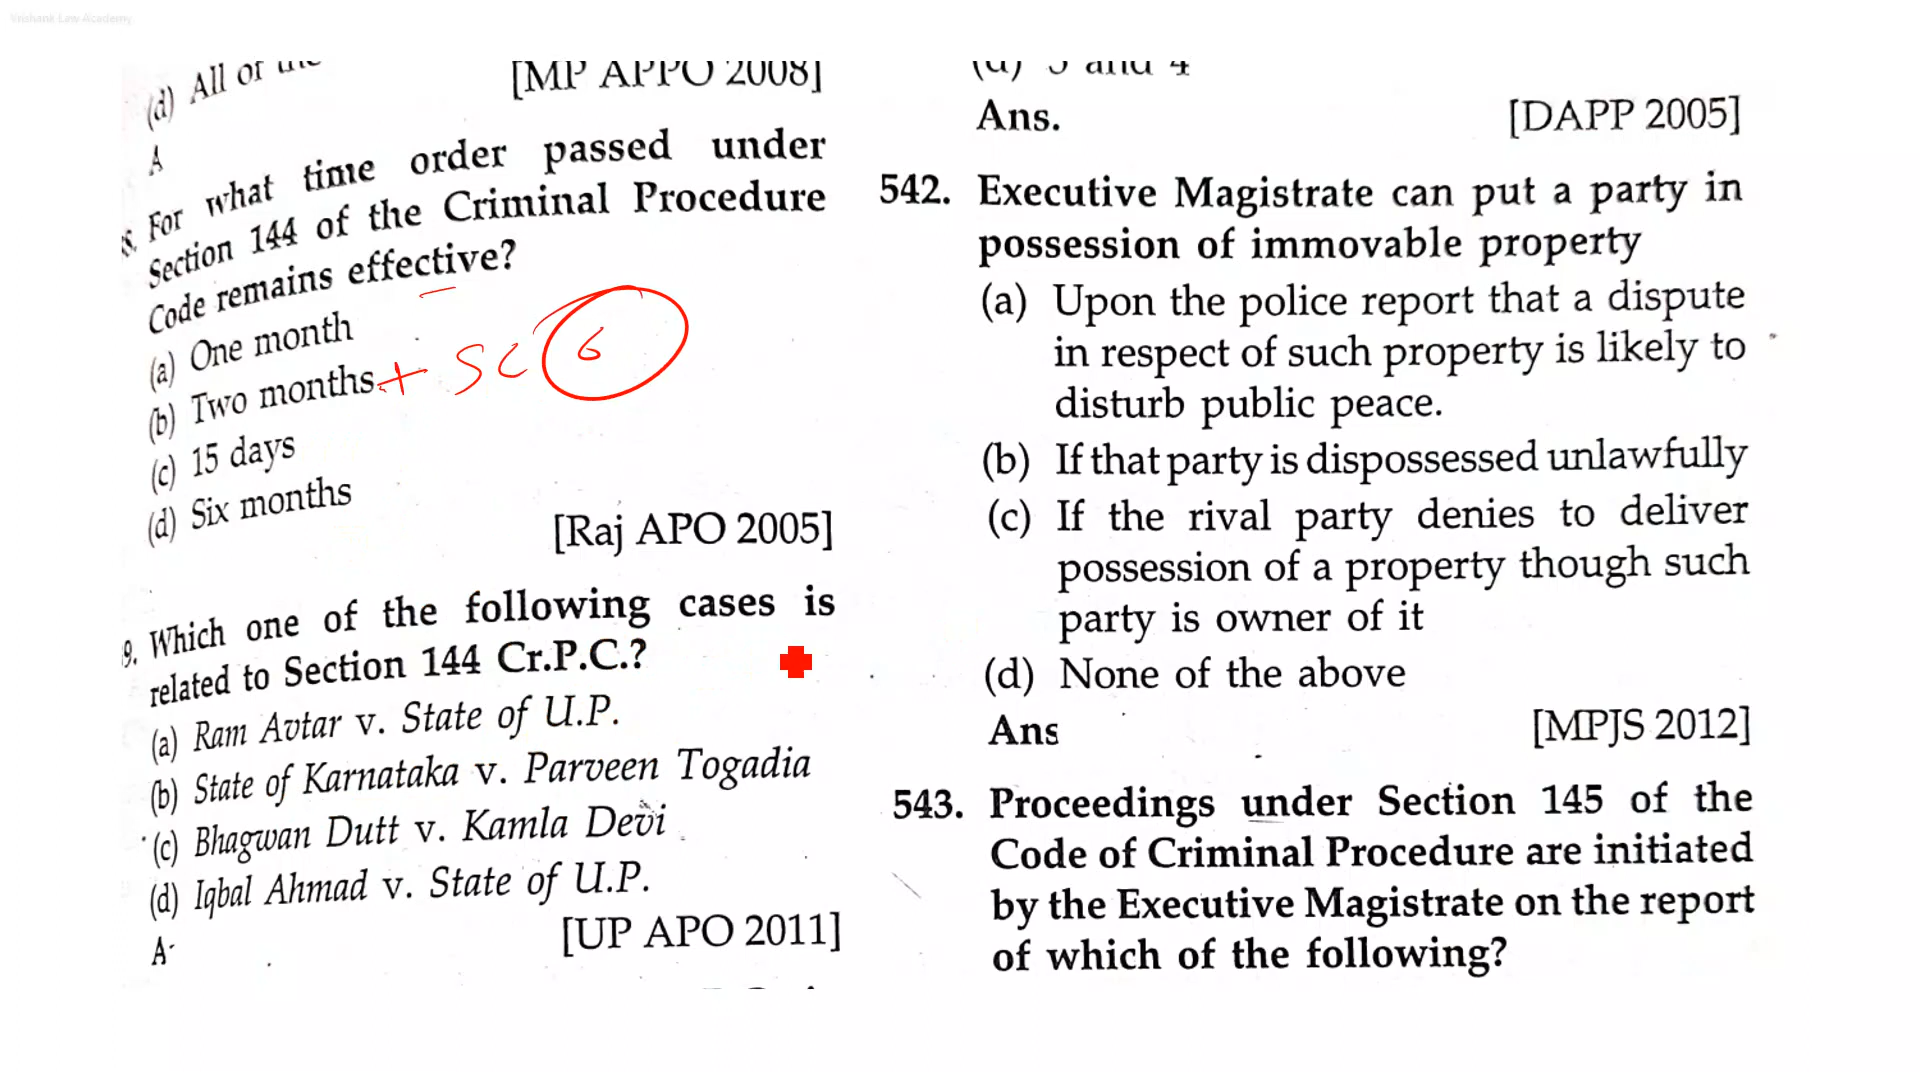 Vrishank Law Academy
(d) All of the
[MP APPO 2008]
A
8. For what time order passed under
Section 144 of the Criminal Procedure
Code remains effective?
(a) One month
(b) Two months + SC 6
(c) 15 days
(d) Six months
[Raj APO 2005]
9. Which one of the following cases is
related to Section 144 Cr.P.C.?
(a) Ram Avtar v. State of U.P.
(b) State of Karnataka v. Parveen Togadia
(c) Bhagwan Dutt v. Kamla Devi
(d) Iqbal Ahmad v. State of U.P.
A
[UP APO 2011]
(d) 3 and 4
Ans. [DAPP 2005]
542. Executive Magistrate can put a party in
possession of immovable property
(a) Upon the police report that a dispute
in respect of such property is likely to
disturb public peace.
(b) If that party is dispossessed unlawfully
(c) If the rival party denies to deliver
possession of a property though such
party is owner of it
(d) None of the above
Ans [MPJS 2012]
543. Proceedings under Section 145 of the
Code of Criminal Procedure are initiated
by the Executive Magistrate on the report
of which of the following?